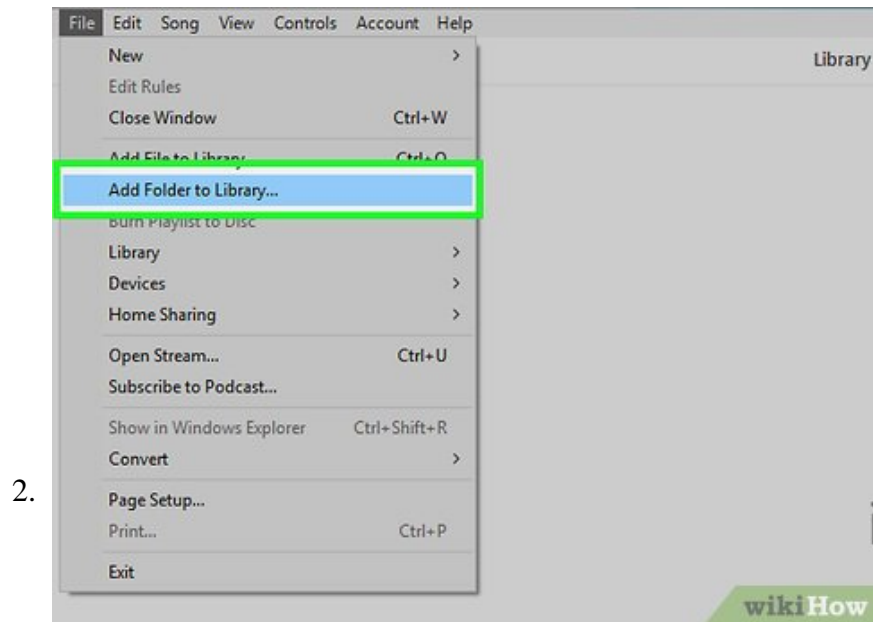 File Edit Song View Controls Account Help
New >
Library
Edit Rules
Close Window Ctrl+W
Add File to Library... Ctrl+O
Add Folder to Library...
Burn Playlist to Disc
Library >
Devices >
Home Sharing >
Open Stream... Ctrl+U
Subscribe to Podcast...
Show in Windows Explorer Ctrl+Shift+R
Convert >
2.
Page Setup...
Print... Ctrl+P
Exit
wikiHow